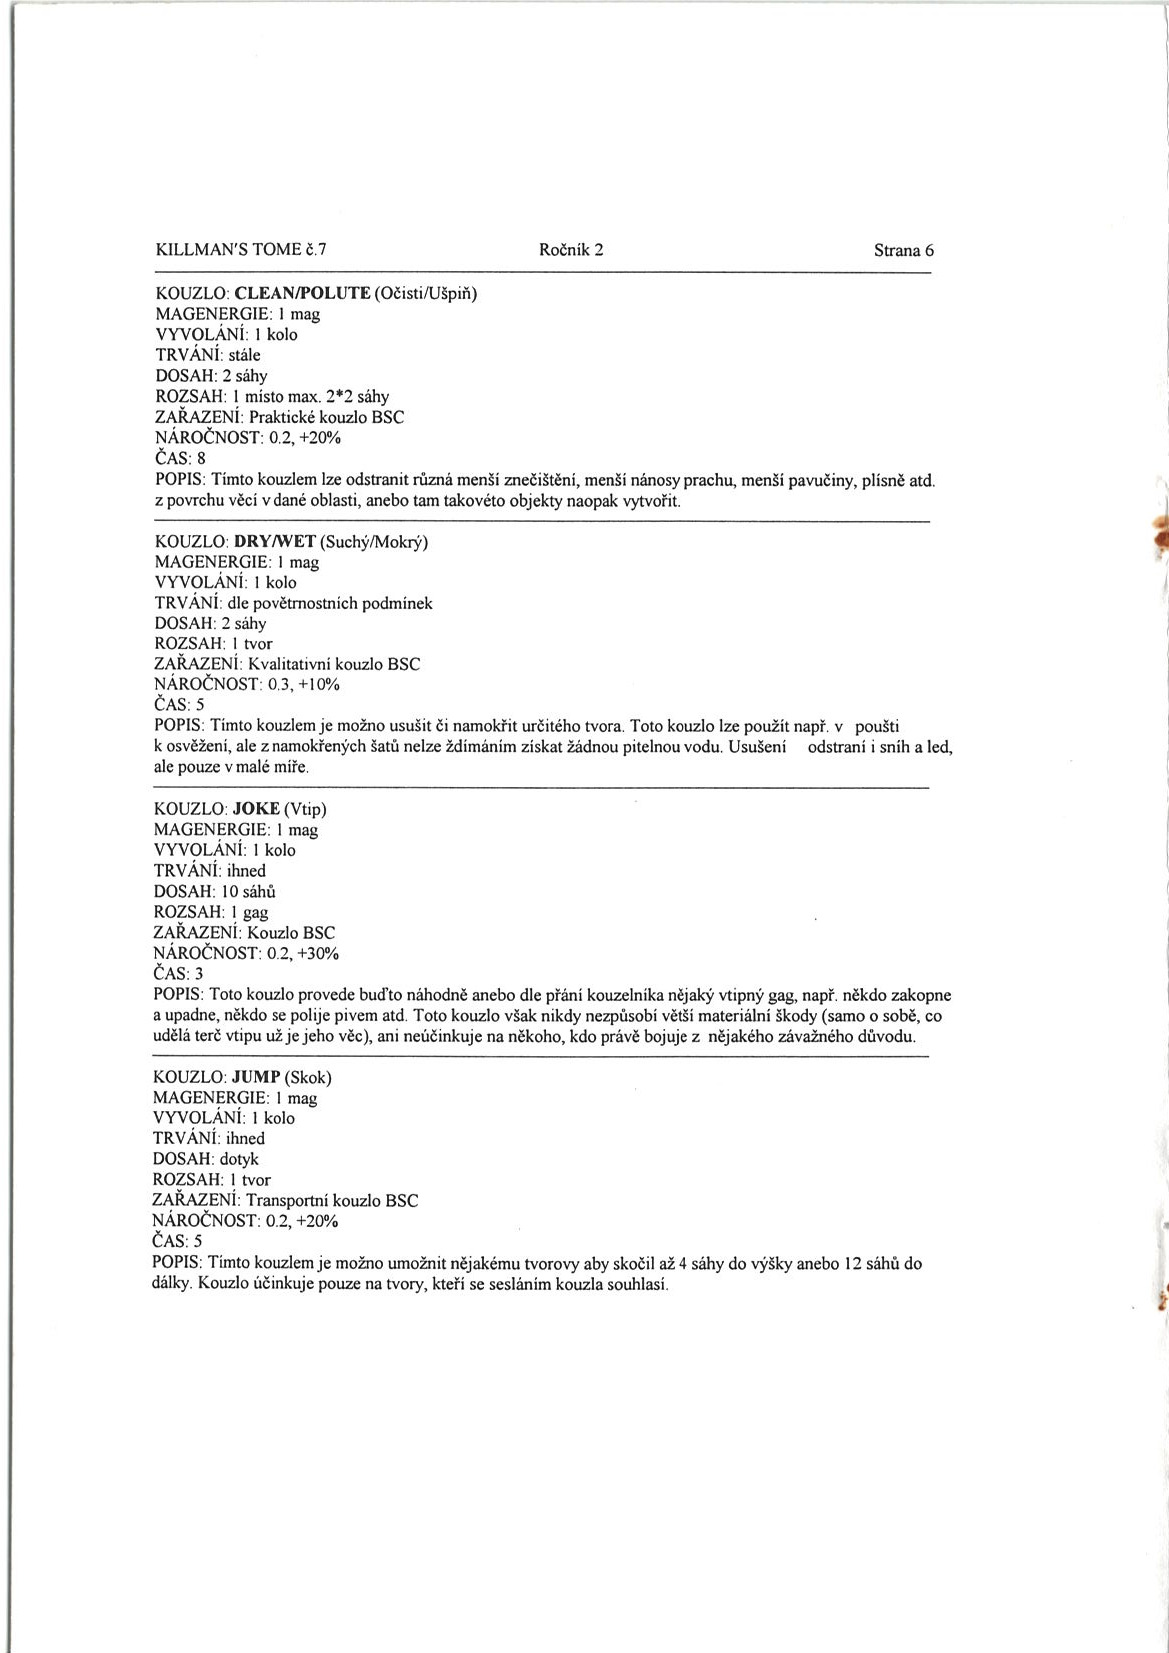 KILLMAN'S TOME č.7 Ročník 2 Strana 6
KOUZLO: CLEAN/POLUTE (Očisti/Ušpiň)
MAGENERGIE: 1 mag
VYVOLÁNÍ: 1 kolo
TRVÁNÍ: stále
DOSAH: 2 sáhy
ROZSAH: 1 místo max. 2*2 sáhy
ZAŘAZENÍ: Praktické kouzlo BSC
NÁROČNOST: 0.2, +20%
ČAS: 8
POPIS: Tímto kouzlem lze odstranit různá menší znečištění, menší nánosy prachu, menší pavučiny, plísně atd.
z povrchu věcí v dané oblasti, anebo tam takovéto objekty naopak vytvořit.
KOUZLO: DRY/WET (Suchý/Mokrý)
MAGENERGIE: 1 mag
VYVOLÁNÍ: 1 kolo
TRVÁNÍ: dle povětrnostních podmínek
DOSAH: 2 sáhy
ROZSAH: 1 tvor
ZAŘAZENÍ: Kvalitativní kouzlo BSC
NÁROČNOST: 0.3, +10%
ČAS: 5
POPIS: Tímto kouzlem je možno usušit či namokřit určitého tvora. Toto kouzlo lze použít např. v poušti
k osvěžení, ale z namokřených šatů nelze ždímáním získat žádnou pitelnou vodu. Usušení odstraní i sníh a led,
ale pouze v malé míře.
KOUZLO: JOKE (Vtip)
MAGENERGIE: 1 mag
VYVOLÁNÍ: 1 kolo
TRVÁNÍ: ihned
DOSAH: 10 sáhů
ROZSAH: 1 gag
ZAŘAZENÍ: Kouzlo BSC
NÁROČNOST: 0.2, +30%
ČAS: 3
POPIS: Toto kouzlo provede buďto náhodně anebo dle přání kouzelníka nějaký vtipný gag, např. někdo zakopne
a upadne, někdo se polije pivem atd. Toto kouzlo však nikdy nezpůsobí větší materiální škody (samo o sobě, co
udělá terč vtipu už je jeho věc), ani neúčinkuje na někoho, kdo právě bojuje z nějakého závažného důvodu.
KOUZLO: JUMP (Skok)
MAGENERGIE: 1 mag
VYVOLÁNÍ: 1 kolo
TRVÁNÍ: ihned
DOSAH: dotyk
ROZSAH: 1 tvor
ZAŘAZENÍ: Transportní kouzlo BSC
NÁROČNOST: 0.2, +20%
ČAS: 5
POPIS: Tímto kouzlem je možno umožnit nějakému tvorovy aby skočil až 4 sáhy do výšky anebo 12 sáhů do
dálky. Kouzlo účinkuje pouze na tvory, kteří se sesláním kouzla souhlasí.